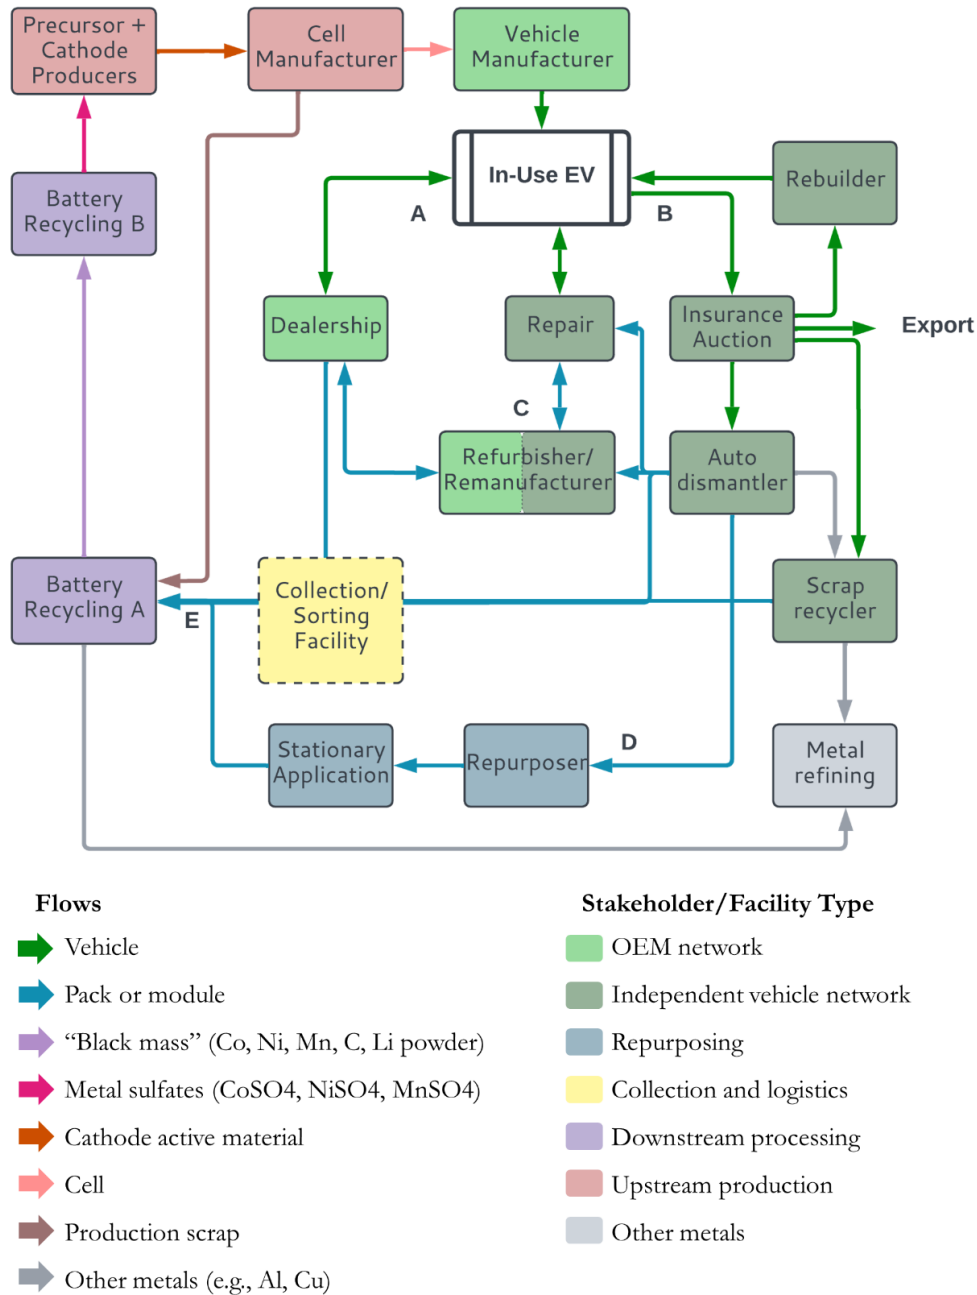 Precursor +
Cathode
Producers
Cell
Manufacturer
Vehicle
Manufacturer
In-Use EV
Rebuilder
Battery
Recycling B
A
B
Dealership
Repair
Insurance
Auction
Export
C
Refurbisher/
Remanufacturer
Auto
dismantler
Battery
Recycling A
E
Collection/
Sorting
Facility
Scrap
recycler
Stationary
Application
Repurposer
D
Metal
refining
Flows
Vehicle
Pack or module
“Black mass” (Co, Ni, Mn, C, Li powder)
Metal sulfates (CoSO4, NiSO4, MnSO4)
Cathode active material
Cell
Production scrap
Other metals (e.g., Al, Cu)
Stakeholder/Facility Type
OEM network
Independent vehicle network
Repurposing
Collection and logistics
Downstream processing
Upstream production
Other metals